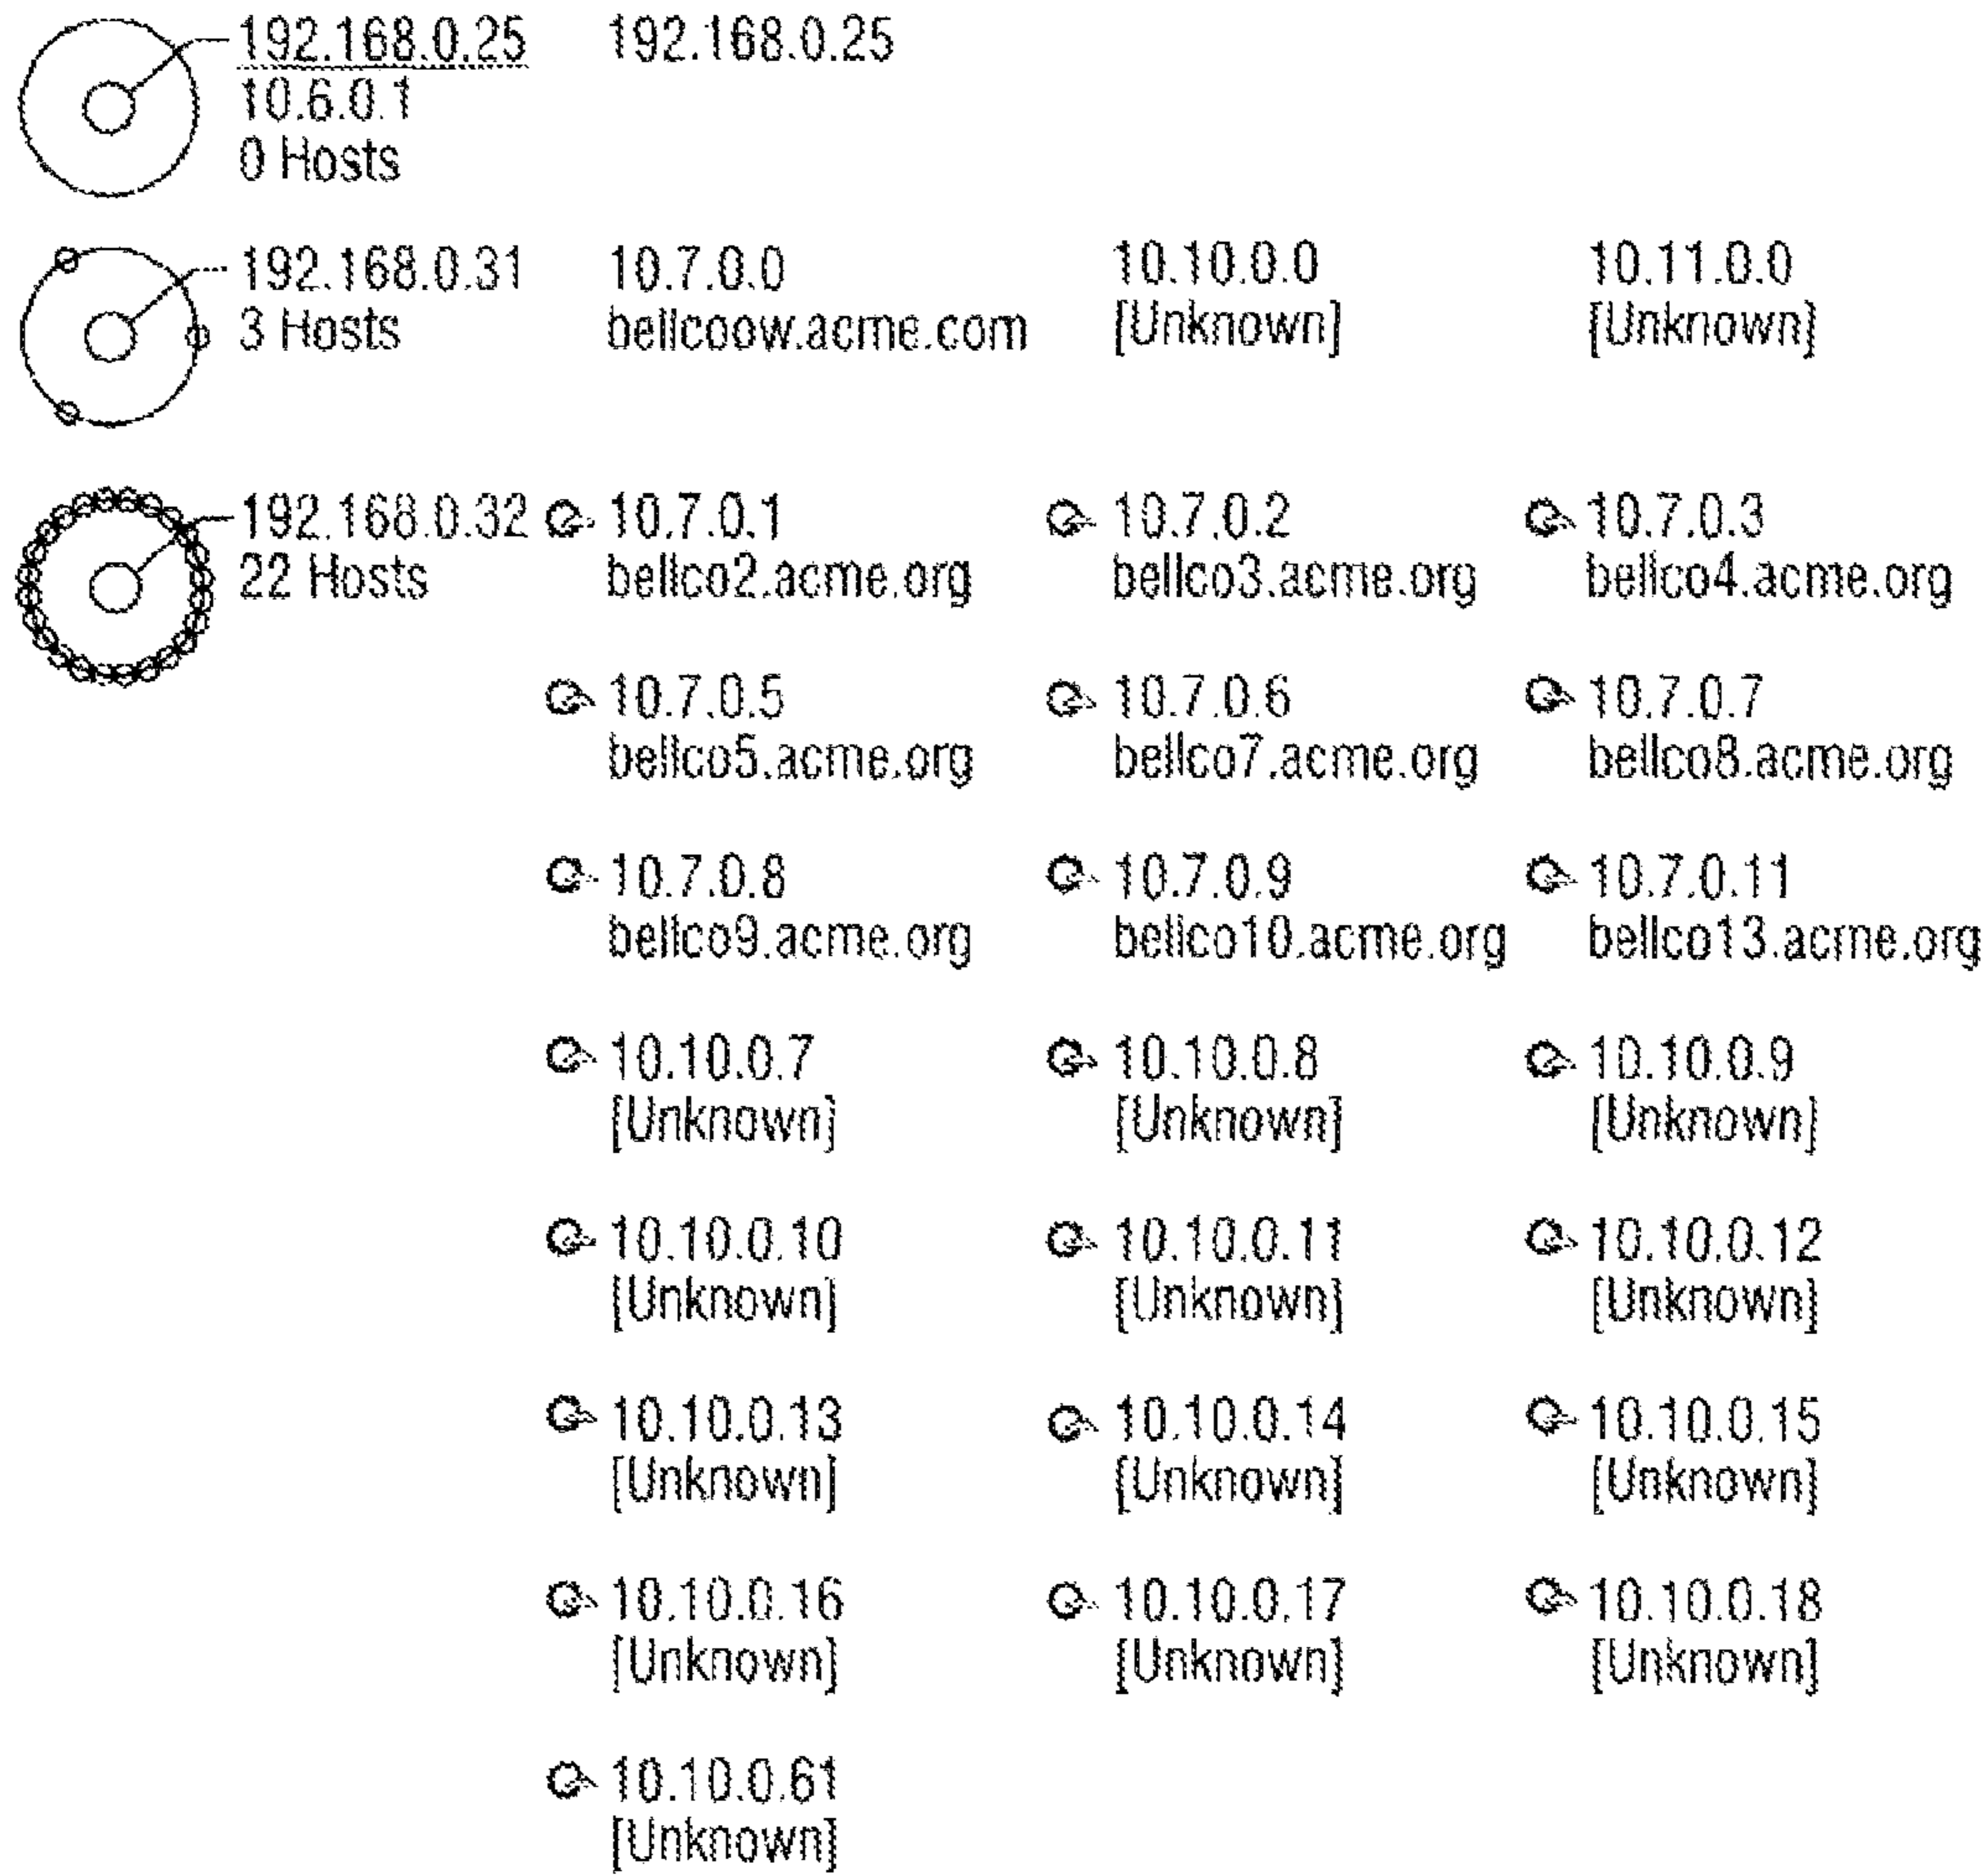 192.168.0.25 192.168.0.25
10.6.0.1
0 Hosts
192.168.0.31 10.7.0.0 10.10.0.0 10.11.0.0
3 Hosts bellcoow.acme.com [Unknown] [Unknown]
192.168.0.32 10.7.0.1 10.7.0.2 10.7.0.3
22 Hosts bellco2.acme.org bellco3.acme.org bellco4.acme.org
10.7.0.5 10.7.0.6 10.7.0.7
bellco5.acme.org bellco7.acme.org bellco8.acme.org
10.7.0.8 10.7.0.9 10.7.0.11
bellco9.acme.org bellco10.acme.org bellco13.acme.org
10.10.0.7 10.10.0.8 10.10.0.9
[Unknown] [Unknown] [Unknown]
10.10.0.10 10.10.0.11 10.10.0.12
[Unknown] [Unknown] [Unknown]
10.10.0.13 10.10.0.14 10.10.0.15
[Unknown] [Unknown] [Unknown]
10.10.0.16 10.10.0.17 10.10.0.18
[Unknown] [Unknown] [Unknown]
10.10.0.61
[Unknown]